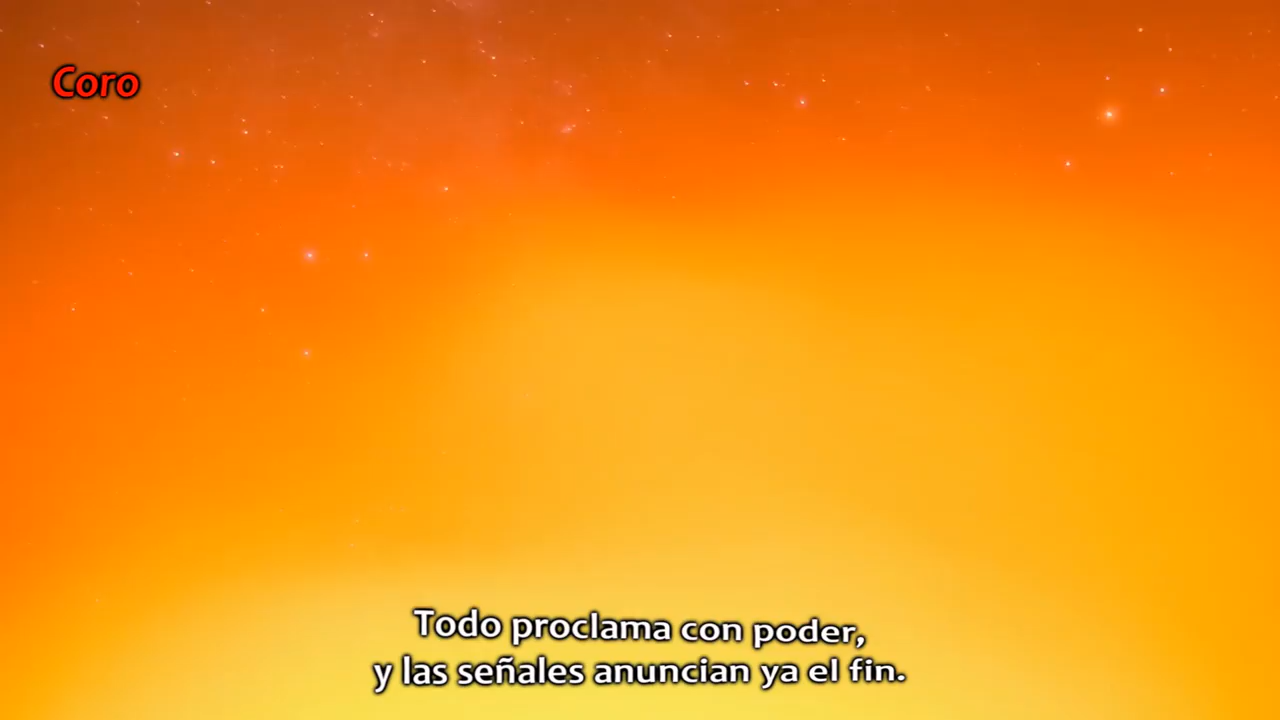 Coro
Todo proclama con poder,
y las señales anuncian ya el fin.